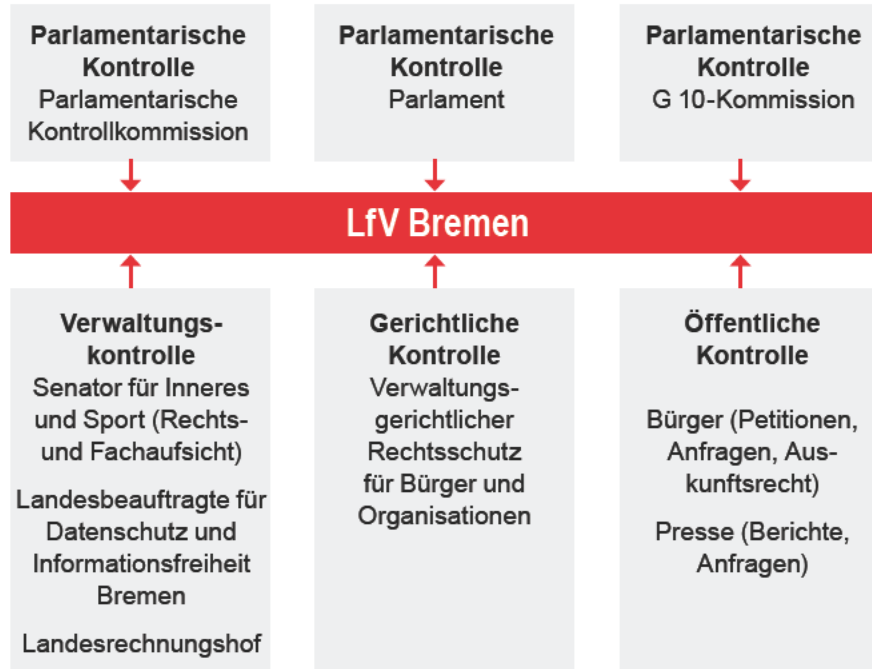 Parlamentarische
Kontrolle
Parlamentarische
Kontrollkommission
Parlamentarische
Kontrolle
Parlament
Parlamentarische
Kontrolle
G 10-Kommission
LfV Bremen
Verwaltungs-
kontrolle
Senator für Inneres
und Sport (Rechts-
und Fachaufsicht)
Landesbeauftragte für
Datenschutz und
Informationsfreiheit
Bremen
Landesrechnungshof
Gerichtliche
Kontrolle
Verwaltungs-
gerichtlicher
Rechtsschutz
für Bürger und
Organisationen
Öffentliche
Kontrolle
Bürger (Petitionen,
Anfragen, Aus-
kunftsrecht)
Presse (Berichte,
Anfragen)